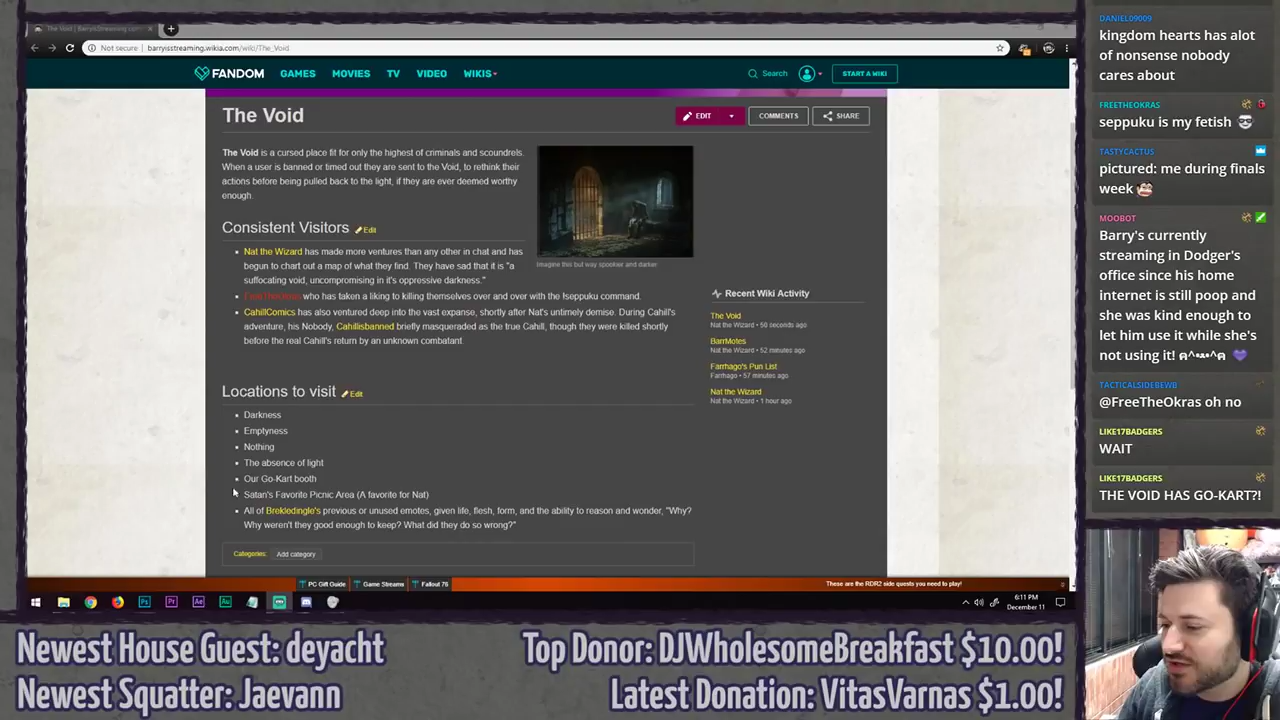 The Void | barryisstreaming
Not secure | barryisstreaming.wikia.com/wiki/The_Void
FANDOM GAMES MOVIES TV VIDEO WIKIS Search START A WIKI
The Void
EDIT COMMENTS SHARE
The Void is a cursed place fit for only the highest of criminals and scoundrels.
When a user is banned or timed out they are sent to the Void, to rethink their
actions before being pulled back to the light, if they are ever deemed worthy
enough.
Imagine this but way spookier and darker
Consistent Visitors Edit
Nat the Wizard has made more ventures than any other in chat and has
begun to chart out a map of what they find. They have sad that it is "a
suffocating void, uncompromising in it's oppressive darkness."
who has taken a liking to killing themselves over and over with the !seppuku command.
CahillComics has also ventured deep into the vast expanse, shortly after Nat's untimely demise. During Cahill's
adventure, his Nobody, Cahillisbanned briefly masqueraded as the true Cahill, though they were killed shortly
before the real Cahill's return by an unknown combatant.
Locations to visit Edit
Darkness
Emptyness
Nothing
The absence of light
Our Go-Kart booth
Satan's Favorite Picnic Area (A favorite for Nat)
All of Brekledingle's previous or unused emotes, given life, flesh, form, and the ability to reason and wonder, "Why?
Why weren't they good enough to keep? What did they do so wrong?"
Categories: Add category
Recent Wiki Activity
The Void
Nat the Wizard • 50 seconds ago
BarrMotes
Nat the Wizard • 52 minutes ago
Farrhago's Pun List
Farrhago • 57 minutes ago
Nat the Wizard
Nat the Wizard • 1 hour ago
PC Gift Guide Game Streams Fallout 76 These are the RDR2 side quests you need to play!
Ps Pr Ae Au
6:11 PM
December 11
DANIEL09009
kingdom hearts has alot
of nonsense nobody
cares about
FREETHEOKRAS
seppuku is my fetish
TASTYCACTUS
pictured: me during finals
week
MOOBOT
Barry's currently
streaming in Dodger's
office since his home
internet is still poop and
she was kind enough to
let him use it while she's
not using it! ฅ^•ﻌ•^ฅ 💜
TACTICALSIDEBEWB
@FreeTheOkras oh no
LIKE17BADGERS
WAIT
LIKE17BADGERS
THE VOID HAS GO-KART?!
Newest House Guest: deyacht
Newest Squatter: Jaevann
Top Donor: DJWholesomeBreakfast $10.00!
Latest Donation: VitasVarnas $1.00!